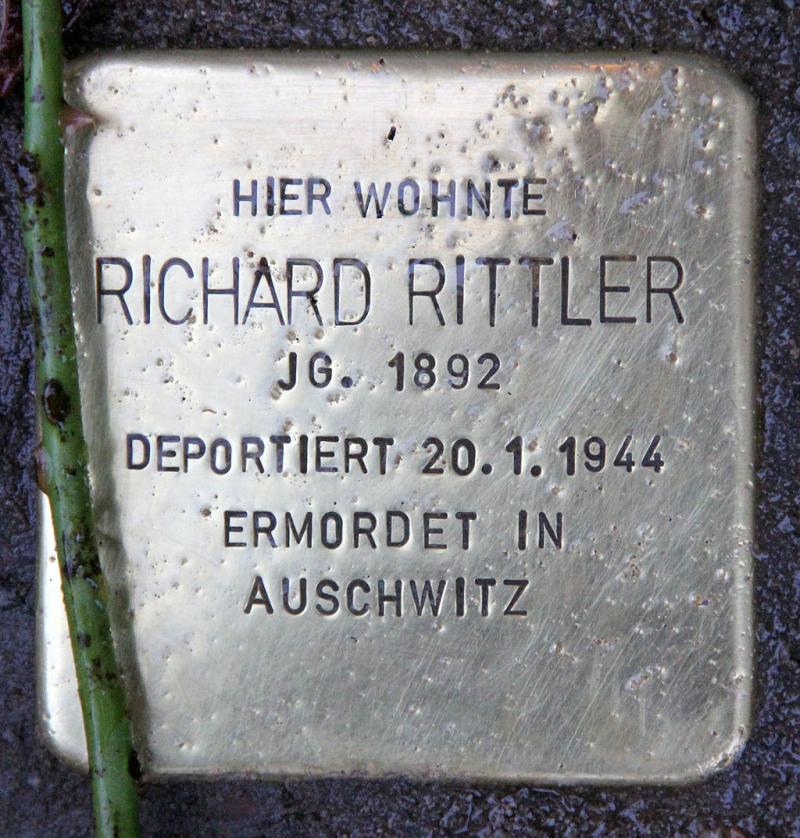 HIER WOHNTE
RICHARD RITTLER
JG. 1892
DEPORTIERT 20.1.1944
ERMORDET IN
AUSCHWITZ